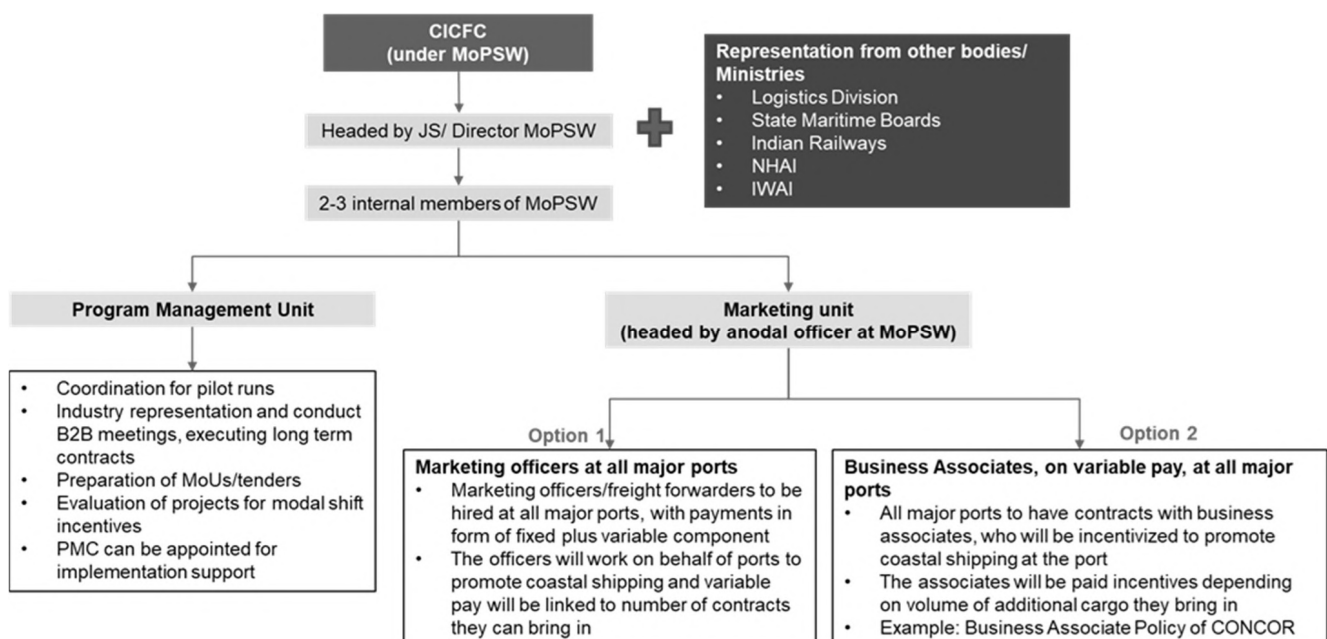 CICFC
(under MoPSW)
Representation from other bodies/
Ministries
• Logistics Division
• State Maritime Boards
• Indian Railways
• NHAI
• IWAI
Headed by JS/ Director MoPSW
2-3 internal members of MoPSW
Program Management Unit
• Coordination for pilot runs
• Industry representation and conduct
B2B meetings, executing long term
contracts
• Preparation of MoUs/tenders
• Evaluation of projects for modal shift
incentives
• PMC can be appointed for
implementation support
Marketing unit
(headed by anodal officer at MoPSW)
Option 1
Marketing officers at all major ports
• Marketing officers/freight forwarders to be
hired at all major ports, with payments in
form of fixed plus variable component
• The officers will work on behalf of ports to
promote coastal shipping and variable
pay will be linked to number of contracts
they can bring in
Option 2
Business Associates, on variable pay, at all major
ports
• All major ports to have contracts with business
associates, who will be incentivized to promote
coastal shipping at the port
• The associates will be paid incentives depending
on volume of additional cargo they bring in
• Example: Business Associate Policy of CONCOR